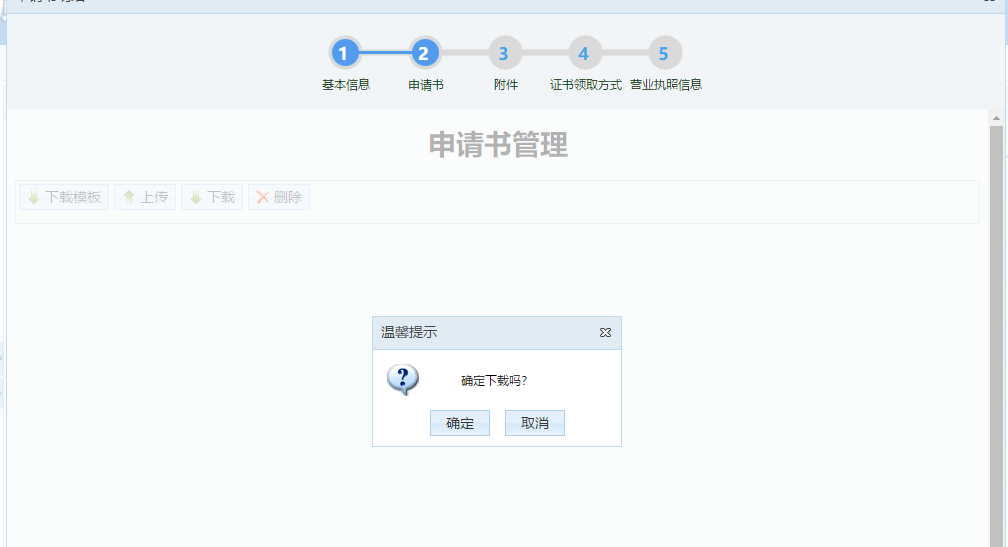 1 2 3 4 5
基本信息 申请书 附件 证书领取方式 营业执照信息
申请书管理
下载模板 上传 下载 删除
温馨提示
?
确定下载吗?
确定 取消